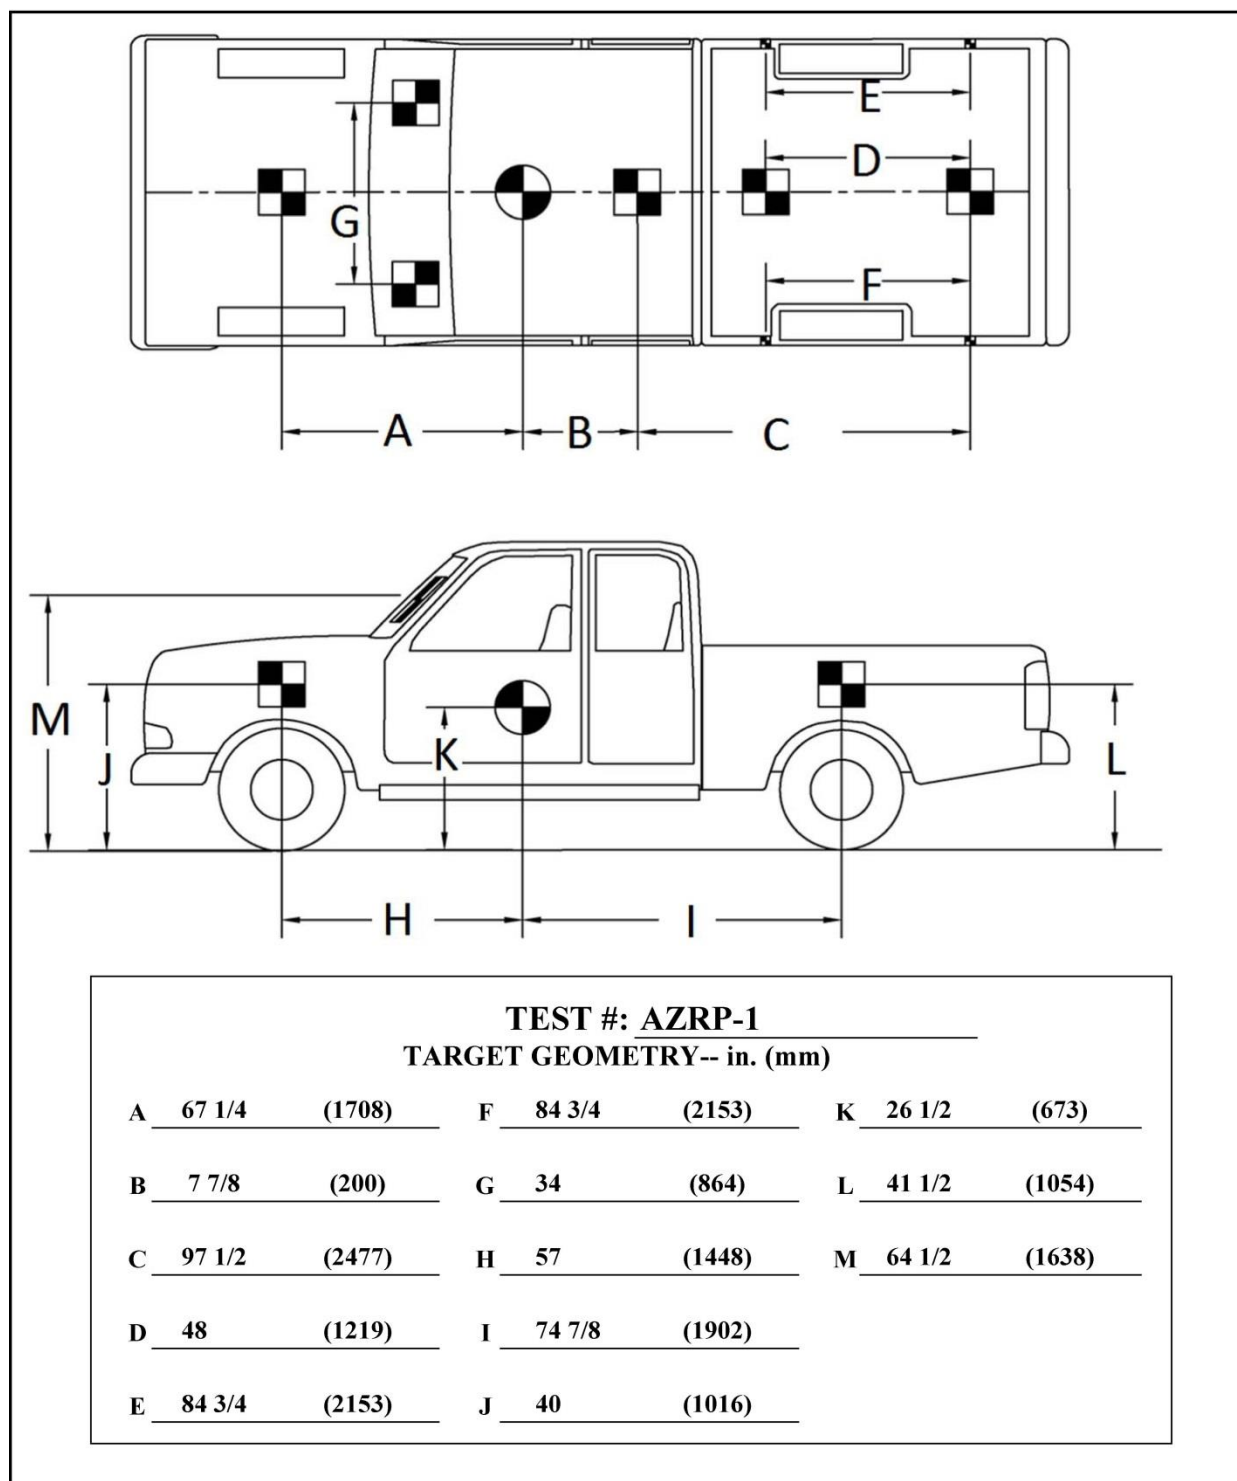 E
D
G
F
A B C
M
J
K
L
H I
TEST #: AZRP-1
TARGET GEOMETRY-- in. (mm)
A 67 1/4 (1708) F 84 3/4 (2153) K 26 1/2 (673)
B 7 7/8 (200) G 34 (864) L 41 1/2 (1054)
C 97 1/2 (2477) H 57 (1448) M 64 1/2 (1638)
D 48 (1219) I 74 7/8 (1902)
E 84 3/4 (2153) J 40 (1016)